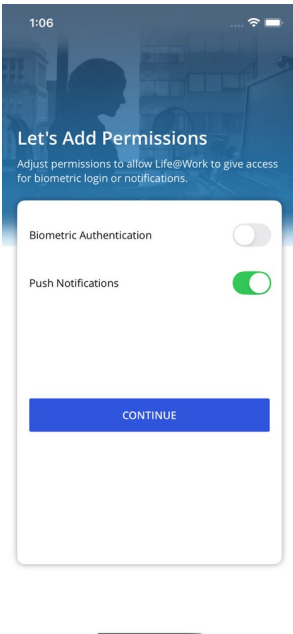 1:06
Let's Add Permissions
Adjust permissions to allow Life@Work to give access
for biometric login or notifications.
Biometric Authentication
Push Notifications
CONTINUE